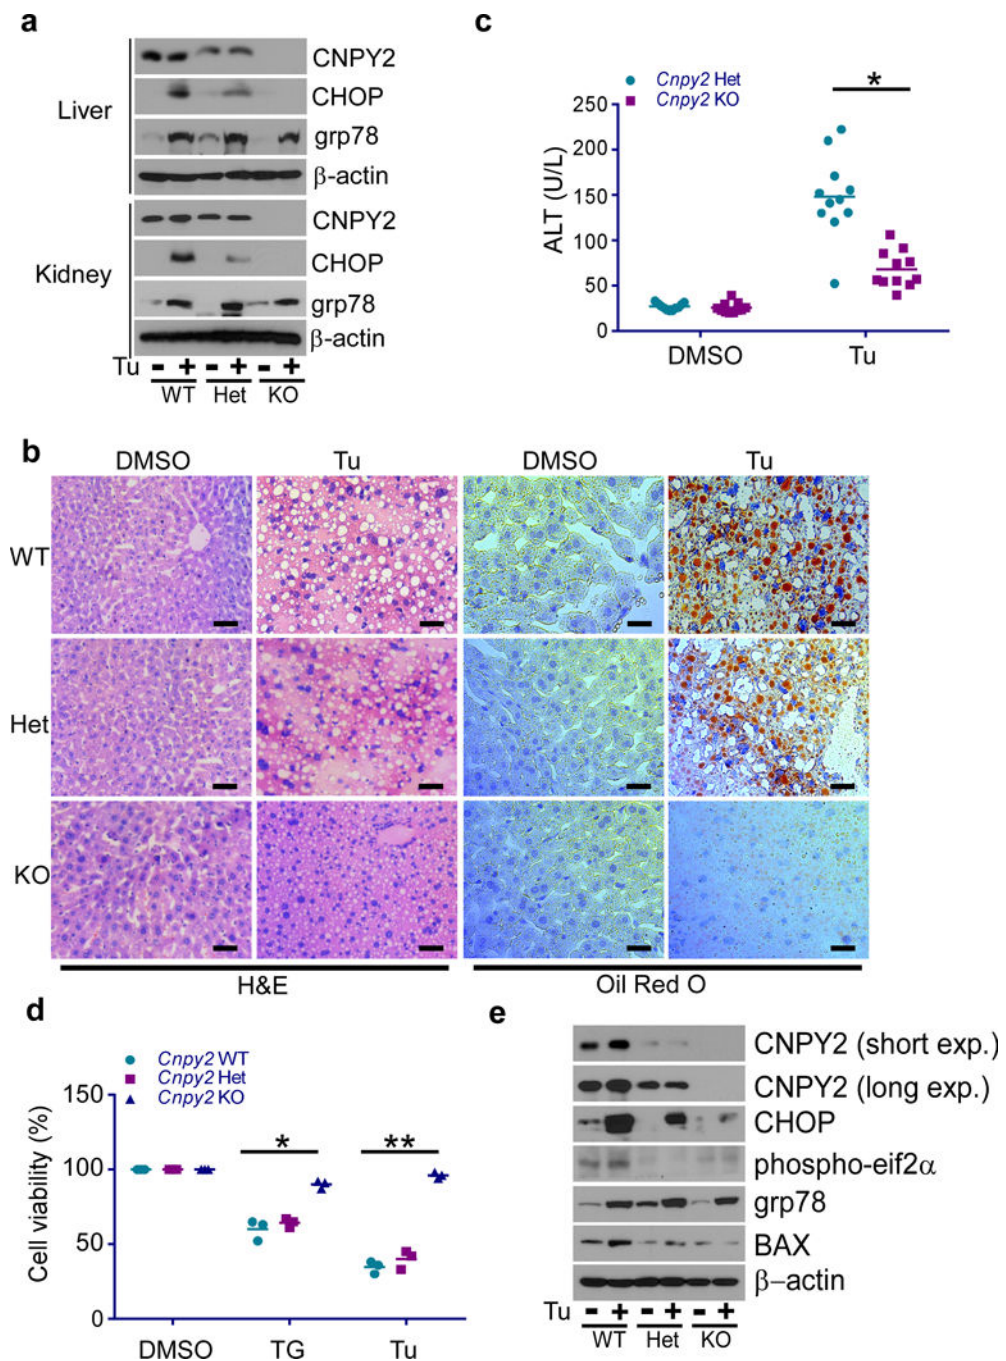 a
CNPY2
CHOP
Liver
grp78
β-actin
CNPY2
CHOP
Kidney
grp78
β-actin
Tu - + - + - +
WT Het KO
c
Cnpy2 Het
Cnpy2 KO
*
250
200
150
100
50
0
ALT (U/L)
DMSO Tu
b
DMSO Tu DMSO Tu
WT
Het
KO
H&E Oil Red O
d
Cnpy2 WT
Cnpy2 Het
Cnpy2 KO
150
100
50
0
Cell viability (%)
* **
DMSO TG Tu
e
CNPY2 (short exp.)
CNPY2 (long exp.)
CHOP
phospho-eif2α
grp78
BAX
β–actin
Tu - + - + - +
WT Het KO